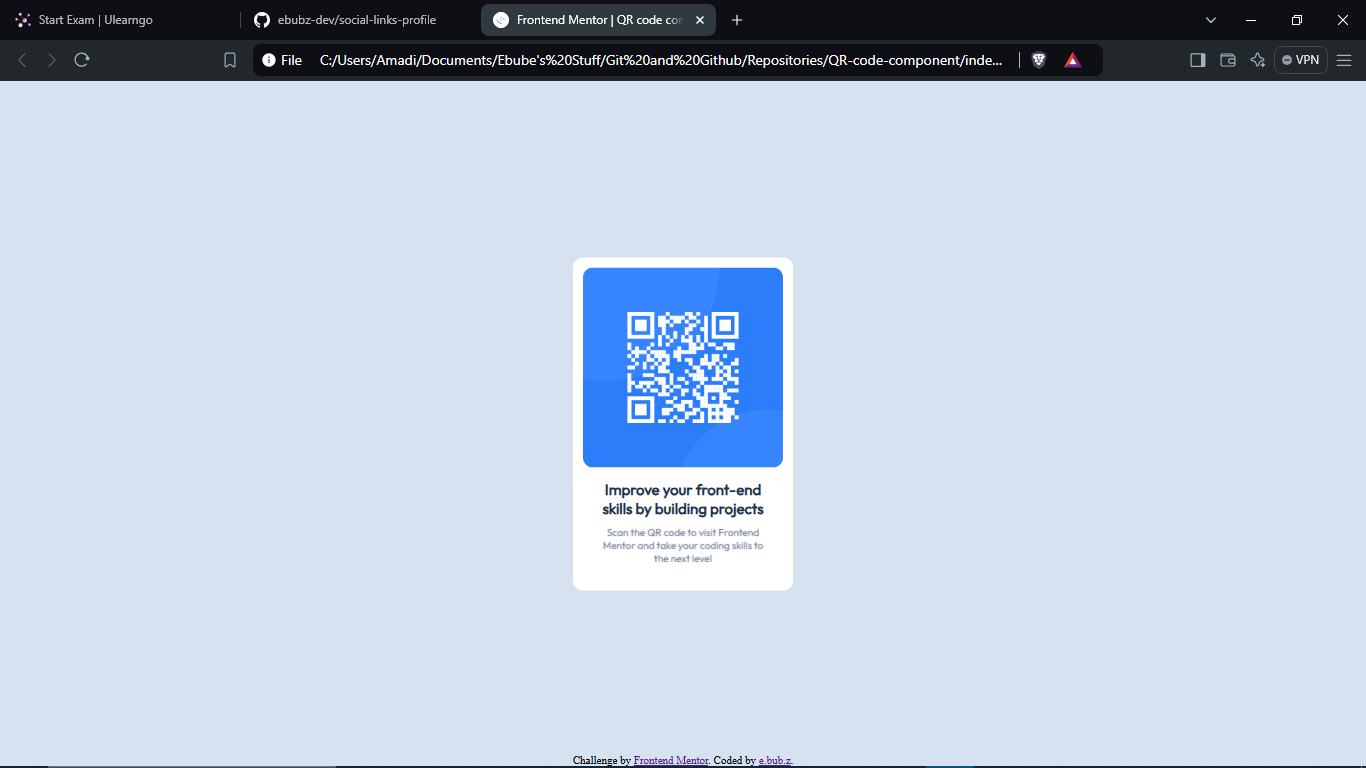 Start Exam | Ulearngo
ebubz-dev/social-links-profile
Frontend Mentor | QR code co
File
C:/Users/Amadi/Documents/Ebube's%20Stuff/Git%20and%20Github/Repositories/QR-code-component/inde...
VPN
Improve your front-end
skills by building projects
Scan the QR code to visit Frontend
Mentor and take your coding skills to
the next level
Challenge by Frontend Mentor. Coded by e.bub.z.